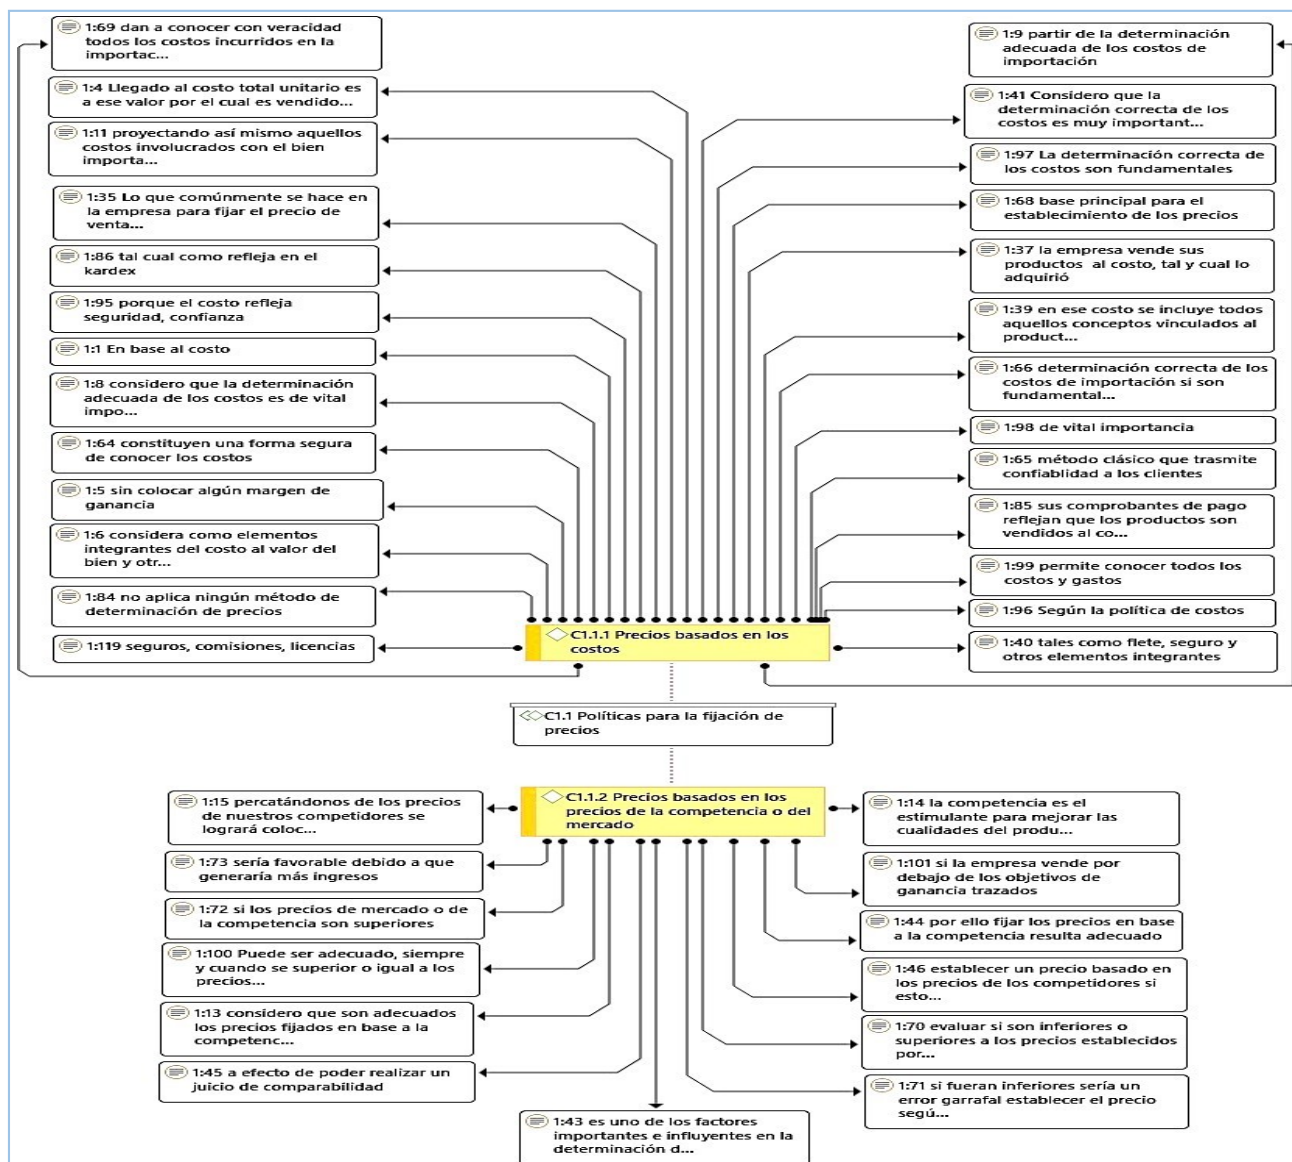 1:69 dan a conocer con veracidad
todos los costos incurridos en la
importac...
1:4 Llegado al costo total unitario es
a ese valor por el cual es vendido...
1:11 proyectando así mismo aquellos
costos involucrados con el bien
importa...
1:35 Lo que comúnmente se hace en
la empresa para fijar el precio de
venta...
1:86 tal cual como refleja en el
kardex
1:95 porque el costo refleja
seguridad, confianza
1:1 En base al costo
1:8 considero que la determinación
adecuada de los costos es de vital
impo...
1:64 constituyen una forma segura
de conocer los costos
1:5 sin colocar algún margen de
ganancia
1:6 considera como elementos
integrantes del costo al valor del
bien y otr...
1:84 no aplica ningún método de
determinación de precios
1:119 seguros, comisiones, licencias
1:9 partir de la determinación
adecuada de los costos de
importación
1:41 Considero que la
determinación correcta de los
costos es muy important...
1:97 La determinación correcta de
los costos son fundamentales
1:68 base principal para el
establecimiento de los precios
1:37 la empresa vende sus
productos al costo, tal y cual lo
adquirió
1:39 en ese costo se incluye todos
aquellos conceptos vinculados al
product...
1:66 determinación correcta de los
costos de importación si son
fundamental...
1:98 de vital importancia
1:65 método clásico que trasmite
confiablidad a los clientes
1:85 sus comprobantes de pago
reflejan que los productos son
vendidos al co...
1:99 permite conocer todos los
costos y gastos
1:96 Según la política de costos
1:40 tales como flete, seguro y
otros elementos integrantes
C1.1.1 Precios basados en los
costos
C1.1 Políticas para la fijación de
precios
C1.1.2 Precios basados en los
precios de la competencia o del
mercado
1:15 percatándonos de los precios
de nuestros competidores se
logrará coloc...
1:73 sería favorable debido a que
generaría más ingresos
1:72 si los precios de mercado o de
la competencia son superiores
1:100 Puede ser adecuado, siempre
y cuando se superior o igual a los
precios...
1:13 considero que son adecuados
los precios fijados en base a la
competenc...
1:45 a efecto de poder realizar un
juicio de comparabilidad
1:43 es uno de los factores
importantes e influyentes en la
determinación d...
1:14 la competencia es el
estimulante para mejorar las
cualidades del produ...
1:101 si la empresa vende por
debajo de los objetivos de
ganancia trazados
1:44 por ello fijar los precios en base
a la competencia resulta adecuado
1:46 establecer un precio basado en
los precios de los competidores si
esto...
1:70 evaluar si son inferiores o
superiores a los precios establecidos
por...
1:71 si fueran inferiores sería un
error garrafal establecer el precio
segú...